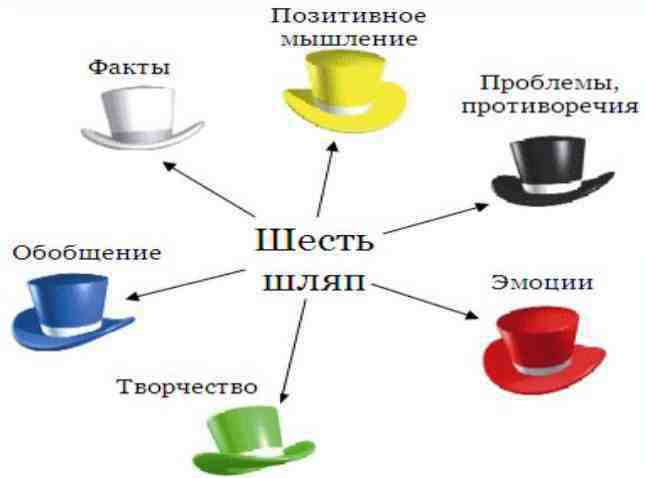 Позитивное
мышление
Факты
Проблемы,
противоречия
Шесть
шляп
Обобщение
Эмоции
Творчество